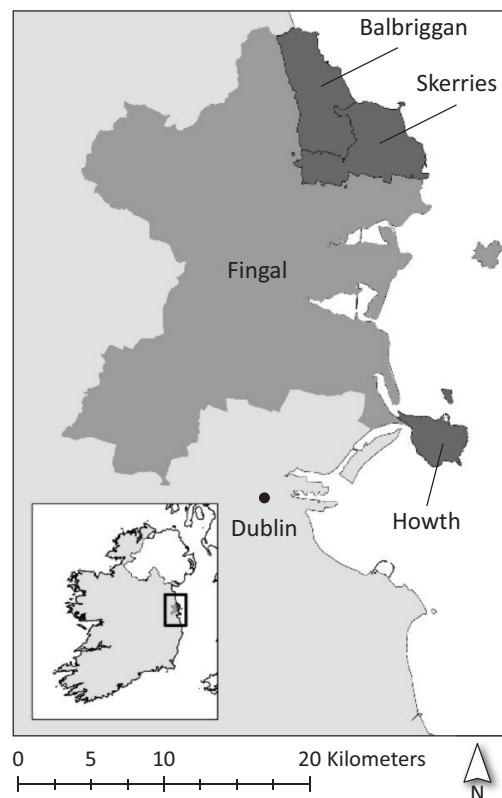 Balbriggan
Skerries
Fingal
Howth
Dublin
0 5 10 20 Kilometers
N